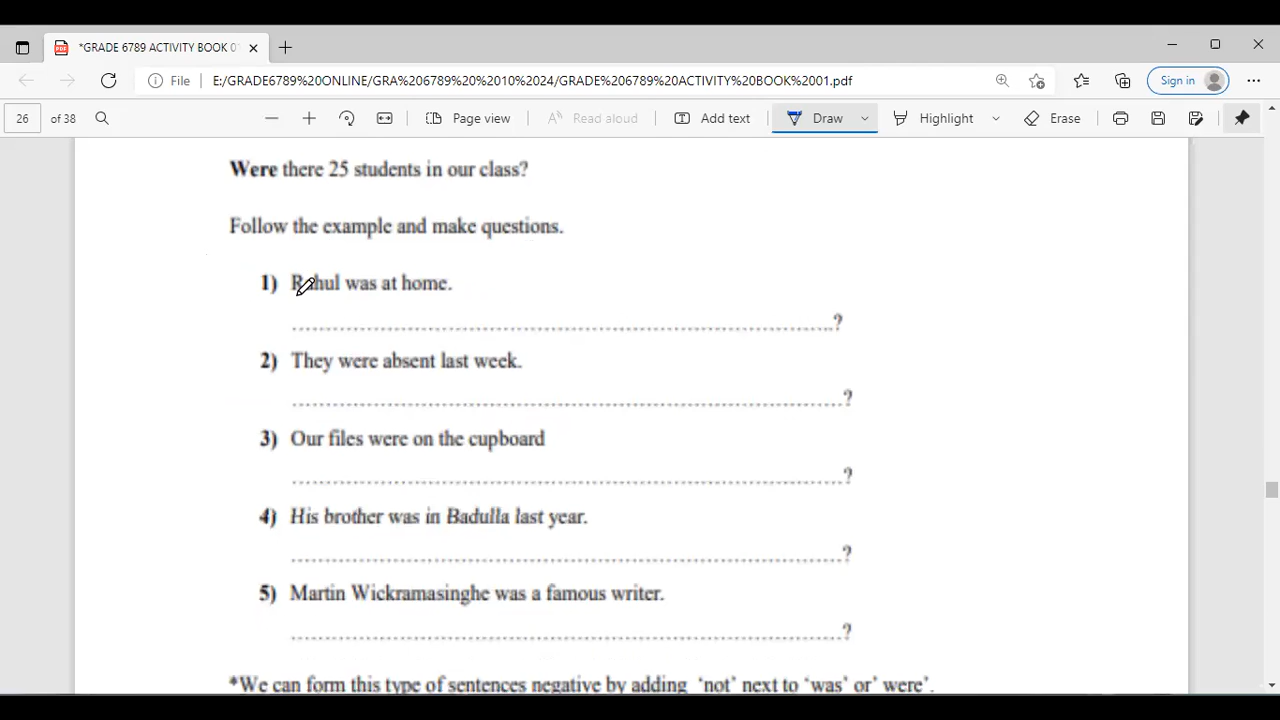 *GRADE 6789 ACTIVITY BOOK 0
File E:/GRADE6789%20ONLINE/GRA%206789%20%2010%2024/GRADE%206789%20ACTIVITY%20BOOK%2001.pdf Sign in
26 of 38 Page view Read aloud Add text Draw Highlight Erase
Were there 25 students in our class?
Follow the example and make questions.
1) Rahul was at home.
...........................................................................?
2) They were absent last week.
...........................................................................?
3) Our files were on the cupboard
...........................................................................?
4) His brother was in Badulla last year.
...........................................................................?
5) Martin Wickramasinghe was a famous writer.
...........................................................................?
*We can form this type of sentences negative by adding ‘not’ next to ‘was’ or’ were’.